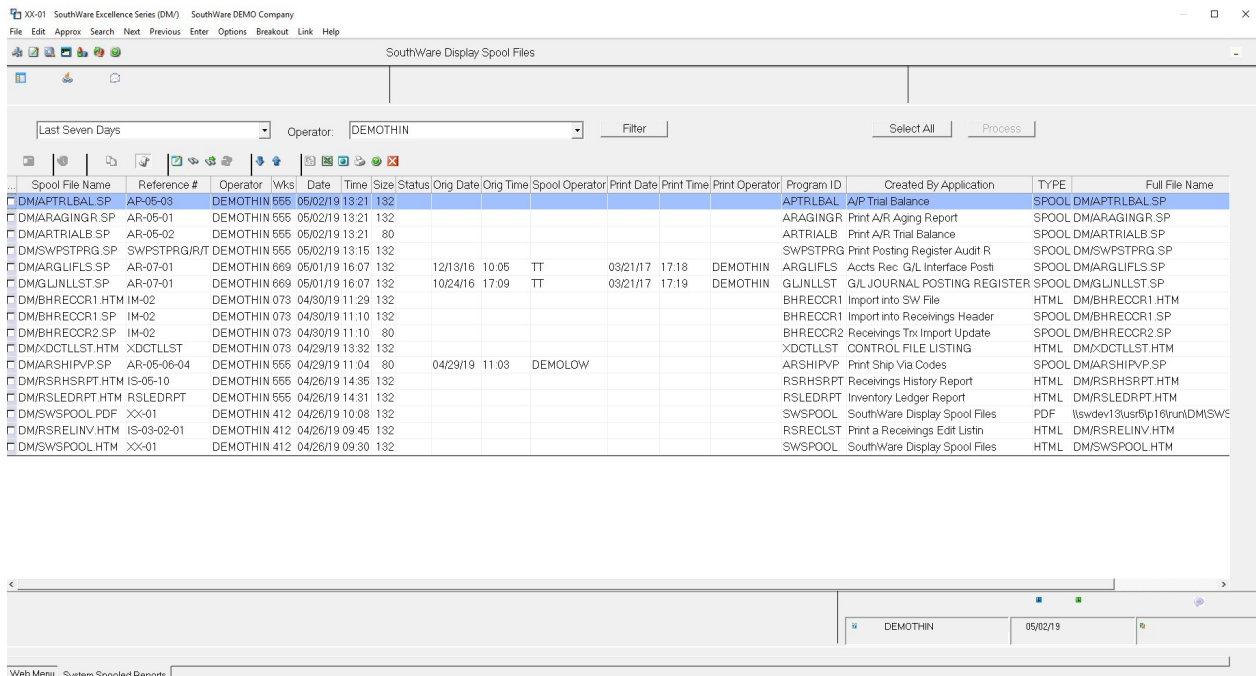 XX-01 SouthWare Excellence Series (DM/) SouthWare DEMO Company
File Edit Approx Search Next Previous Enter Options Breakout Link Help
SouthWare Display Spool Files
Last Seven Days Operator: DEMOTHIN Filter Select All Process
... Spool File Name Reference # Operator Wks Date Time Size Status Orig Date Orig Time Spool Operator Print Date Print Time Print Operator Program ID Created By Application TYPE Full File Name
DM/APTRLBAL.SP AP-05-03 DEMOTHIN 555 05/02/19 13:21 132 APTRLBAL A/P Trial Balance SPOOL DM/APTRLBAL.SP
DM/ARAGINGR.SP AR-05-01 DEMOTHIN 555 05/02/19 13:21 132 ARAGINGR Print A/R Aging Report SPOOL DM/ARAGINGR.SP
DM/ARTRIALB.SP AR-05-02 DEMOTHIN 555 05/02/19 13:21 80 ARTRIALB Print A/R Trial Balance SPOOL DM/ARTRIALB.SP
DM/SWPSTPRG.SP SWPSTPRG/R/T DEMOTHIN 555 05/02/19 13:15 132 SWPSTPRG Print Posting Register Audit R SPOOL DM/SWPSTPRG.SP
DM/ARGLIFLS.SP AR-07-01 DEMOTHIN 669 05/01/19 16:07 132 12/13/16 10:05 TT 03/21/17 17:18 DEMOTHIN ARGLIFLS Accts Rec G/L Interface Posti SPOOL DM/ARGLIFLS.SP
DM/GLJNLLST.SP AR-07-01 DEMOTHIN 669 05/01/19 16:07 132 10/24/16 17:09 TT 03/21/17 17:19 DEMOTHIN GLJNLLST G/L JOURNAL POSTING REGISTER SPOOL DM/GLJNLLST.SP
DM/BHRECCR1.HTM IM-02 DEMOTHIN 073 04/30/19 11:29 132 BHRECCR1 Import into SW File HTML DM/BHRECCR1.HTM
DM/BHRECCR1.SP IM-02 DEMOTHIN 073 04/30/19 11:10 132 BHRECCR1 Import into Receivings Header SPOOL DM/BHRECCR1.SP
DM/BHRECCR2.SP IM-02 DEMOTHIN 073 04/30/19 11:10 80 BHRECCR2 Receivings Trx Import Update SPOOL DM/BHRECCR2.SP
DM/XDCTLLST.HTM XDCTLLST DEMOTHIN 073 04/29/19 13:32 132 XDCTLLST CONTROL FILE LISTING HTML DM/XDCTLLST.HTM
DM/ARSHIPVP.SP AR-05-06-04 DEMOTHIN 555 04/29/19 11:04 80 04/29/19 11:03 DEMOLOW ARSHIPVP Print Ship Via Codes SPOOL DM/ARSHIPVP.SP
DM/RSRHSRPT.HTM IS-05-10 DEMOTHIN 555 04/26/19 14:35 132 RSRHSRPT Receivings History Report HTML DM/RSRHSRPT.HTM
DM/RSLEDRPT.HTM RSLEDRPT DEMOTHIN 555 04/26/19 14:31 132 RSLEDRPT Inventory Ledger Report HTML DM/RSLEDRPT.HTM
DM/SWSPOOL.PDF XX-01 DEMOTHIN 412 04/26/19 10:08 132 SWSPOOL SouthWare Display Spool Files PDF \\swdev13\usr5\p16\run\DM\SWS
DM/RSRELINV.HTM IS-03-02-01 DEMOTHIN 412 04/26/19 09:45 132 RSRECLST Print a Receivings Edit Listin HTML DM/RSRELINV.HTM
DM/SWSPOOL.HTM XX-01 DEMOTHIN 412 04/26/19 09:30 132 SWSPOOL SouthWare Display Spool Files HTML DM/SWSPOOL.HTM
DEMOTHIN 05/02/19
Web Menu System Spooled Reports